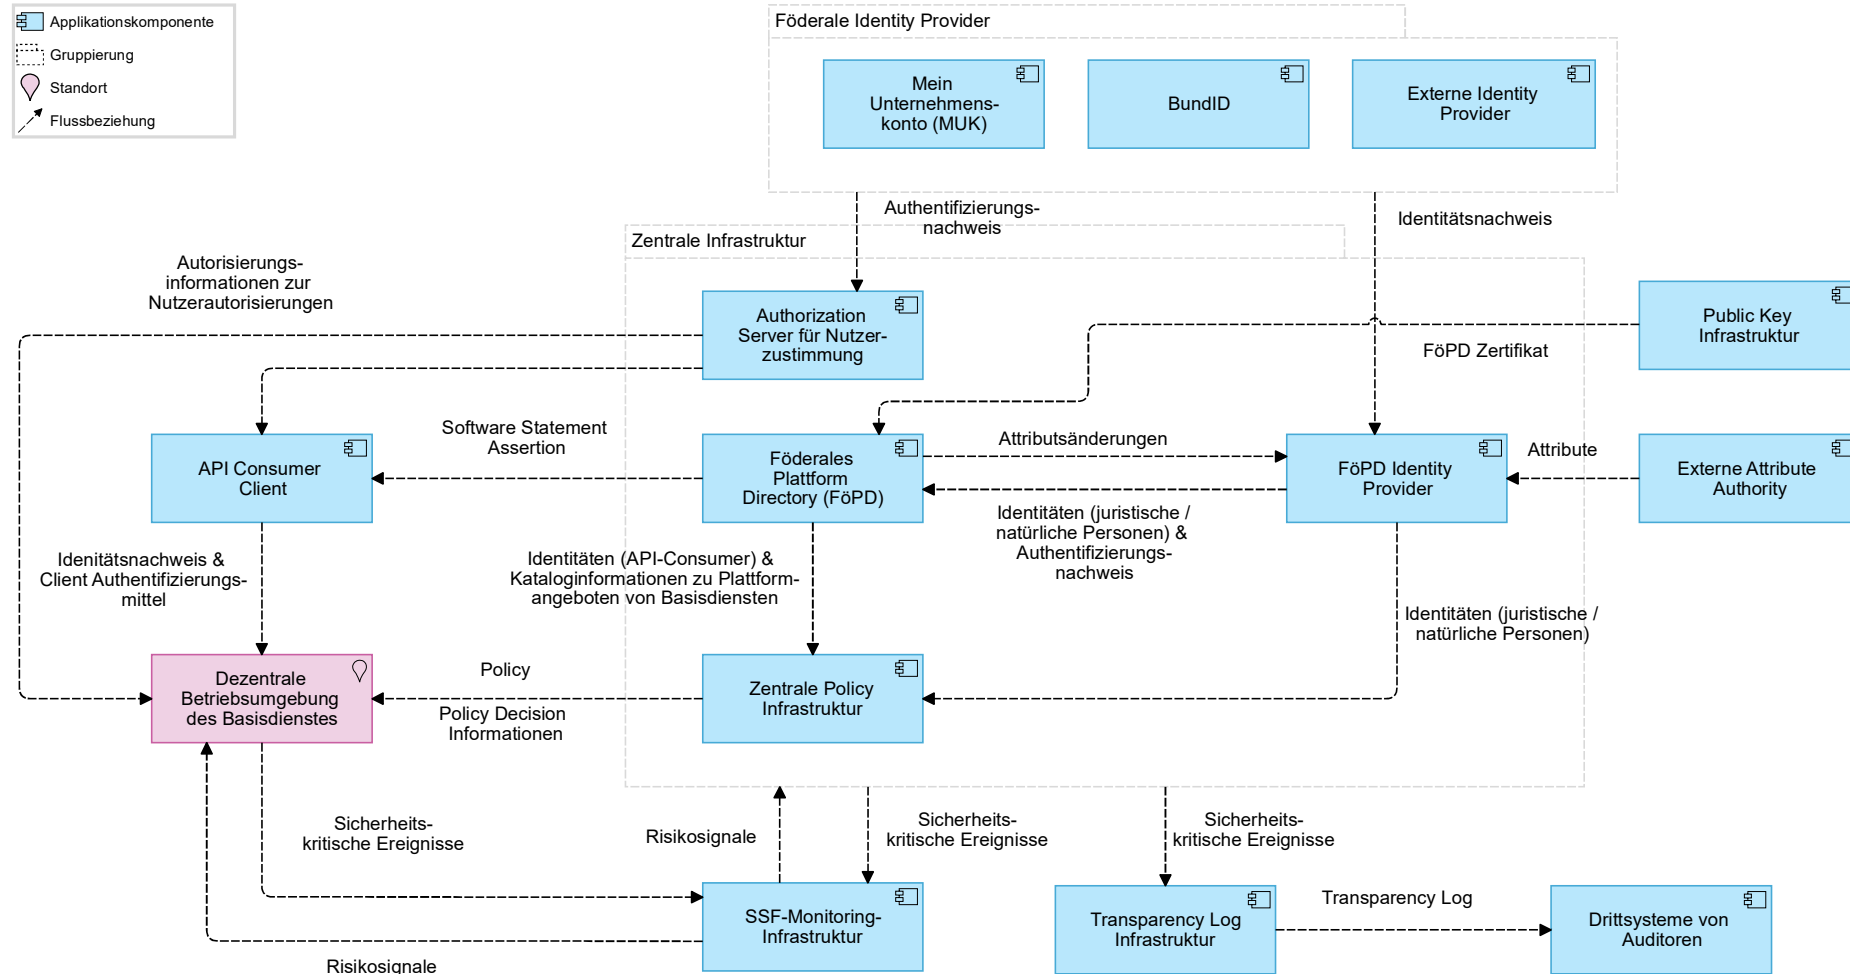 Applikationskomponente
Gruppierung
Standort
Flussbeziehung
Föderale Identity Provider
Mein
Unternehmens-
konto (MUK)
BundID
Externe Identity
Provider
Authentifizierungs-
nachweis
Identitätsnachweis
Zentrale Infrastruktur
Autorisierungs-
informationen zur
Nutzerautorisierungen
Authorization
Server für Nutzer-
zustimmung
Public Key
Infrastruktur
FöPD Zertifikat
API Consumer
Client
Software Statement
Assertion
Föderales
Plattform
Directory (FöPD)
Attributsänderungen
FöPD Identity
Provider
Attribute
Externe Attribute
Authority
Identitäten (juristische /
natürliche Personen) &
Authentifizierungs-
nachweis
Idenitätsnachweis &
Client Authentifizierungs-
mittel
Identitäten (API-Consumer) &
Kataloginformationen zu Plattform-
angeboten von Basisdiensten
Identitäten (juristische /
natürliche Personen)
Dezentrale
Betriebsumgebung
des Basisdienstes
Policy
Policy Decision
Informationen
Zentrale Policy
Infrastruktur
Sicherheits-
kritische Ereignisse
Risikosignale
Sicherheits-
kritische Ereignisse
Sicherheits-
kritische Ereignisse
SSF-Monitoring-
Infrastruktur
Transparency Log
Infrastruktur
Transparency Log
Drittsysteme von
Auditoren
Risikosignale